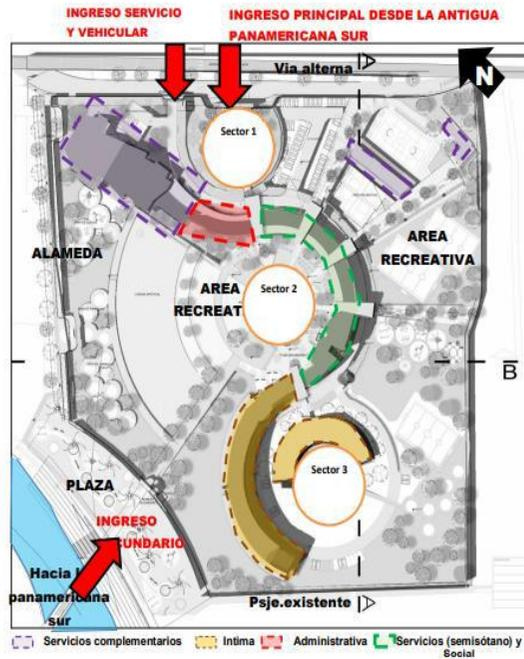 INGRESO SERVICIO
Y VEHICULAR
INGRESO PRINCIPAL DESDE LA ANTIGUA
PANAMERICANA SUR
Via alterna
N
Sector 1
ALAMEDA
AREA
RECREATIVA
AREA
RECREAT
Sector 2
B
Sector 3
PLAZA
INGRESO
CUNDARIO
Hacia l
panamericana
sur
Psje.existente
Servicios complementarios
Intima
Administrativa
Servicios (semisótano) y
Social